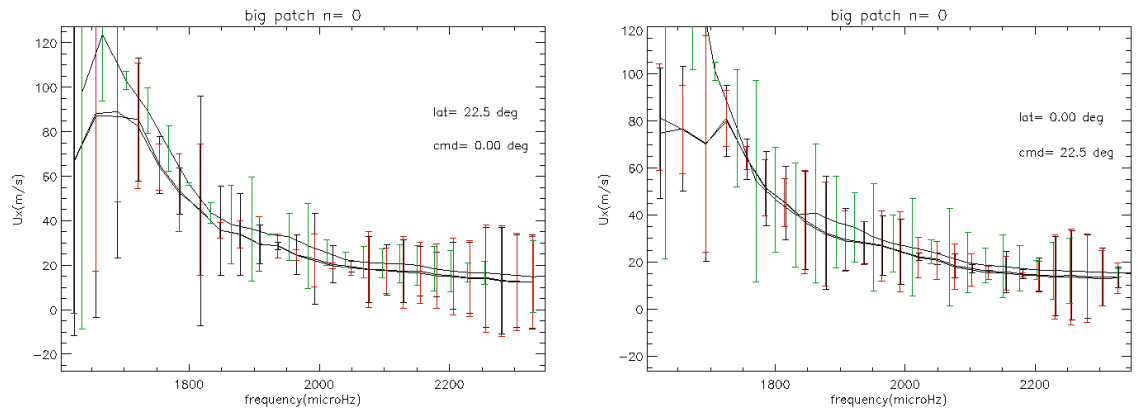 big patch n= 0
120
100
80
60
40
20
0
-20
Ux(m/s)
lat= 22.5 deg
cmd= 0.00 deg
1800
2000
2200
frequency(microHz)
big patch n= 0
120
100
80
60
40
20
0
-20
Ux(m/s)
lat= 0.00 deg
cmd= 22.5 deg
1800
2000
2200
frequency(microHz)